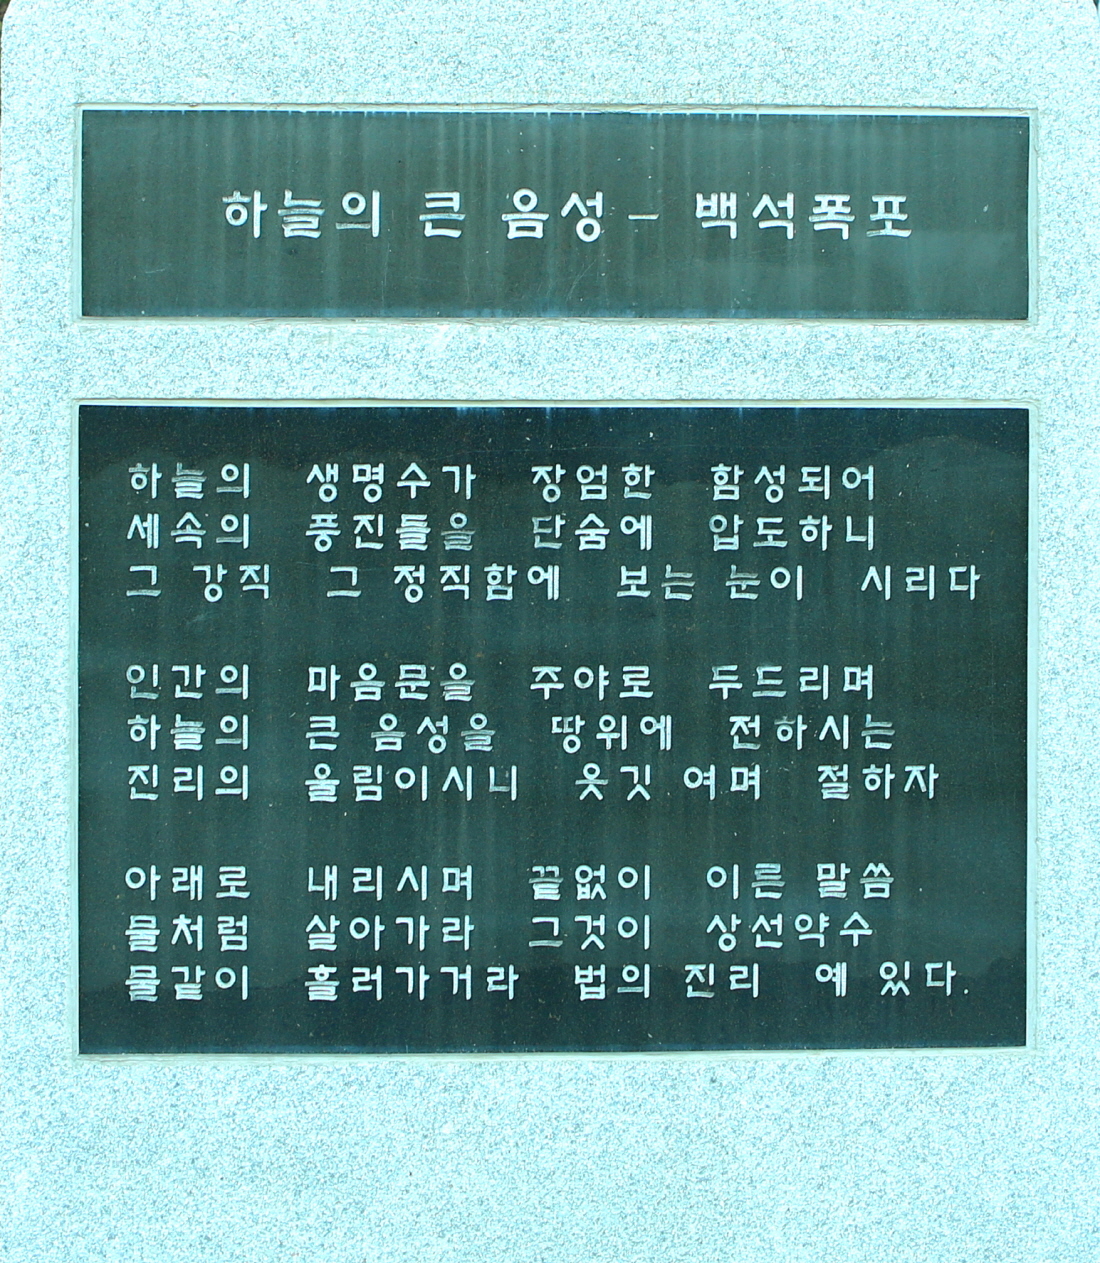 하늘의 큰 음성 - 백석폭포
하늘의 생명수가 장엄한 함성되어
세속의 풍진들을 단숨에 압도하니
그 강직 그 정직함에 보는 눈이 시리다
인간의 마음문을 주야로 두드리며
하늘의 큰 음성을 땅위에 전하시는
진리의 울림이시니 옷깃 여며 절하자
아래로 내리시며 끝없이 이른 말씀
물처럼 살아가라 그것이 상선약수
물같이 흘러가거라 법의 진리 예 있다.